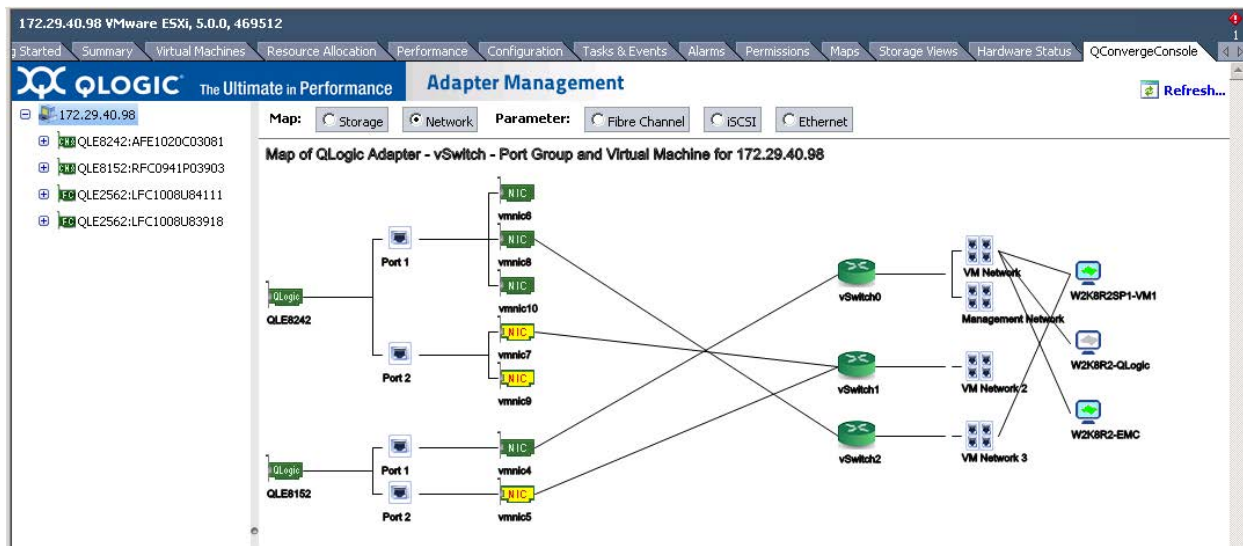 172.29.40.98 VMware ESXi, 5.0.0, 469512
1
g Started Summary Virtual Machines Resource Allocation Performance Configuration Tasks & Events Alarms Permissions Maps Storage Views Hardware Status QConvergeConsole
QLOGIC The Ultimate in Performance Adapter Management
Refresh...
172.29.40.98
Map: Storage Network Parameter: Fibre Channel iSCSI Ethernet
QLE8242:AFE1020C03081
QLE8152:RFC0941P03903
FC QLE2562:LFC1008U84111
FC QLE2562:LFC1008U83918
Map of QLogic Adapter - vSwitch - Port Group and Virtual Machine for 172.29.40.98
NIC
vmnic6
NIC
Port 1
vmnic8
VM Network
NIC
vSwitch0
W2K8R2SP1-VM1
QLogic
vmnic10
Management Network
QLE8242
NIC
Port 2
vmnic7
W2K8R2-QLogic
NIC
vSwitch1
VM Network 2
vmnic9
W2K8R2-EMC
NIC
vSwitch2
VM Network 3
QLogic
Port 1
vmnic4
QLE8152
NIC
Port 2
vmnic5